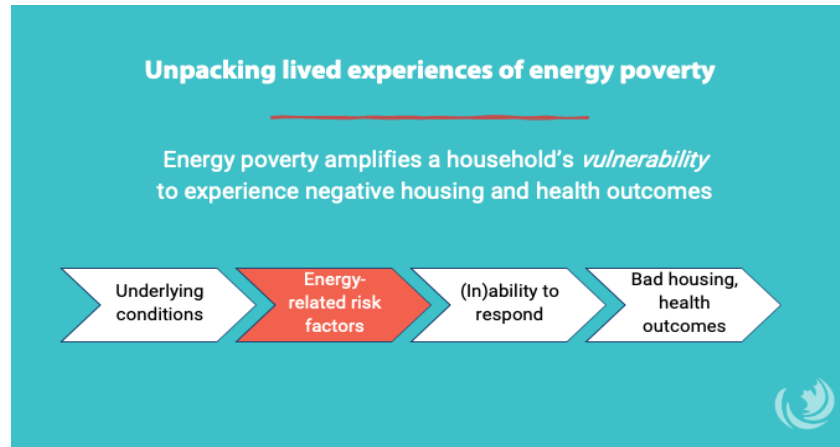 Unpacking lived experiences of energy poverty
Energy poverty amplifies a household's vulnerability
to experience negative housing and health outcomes
Underlying
conditions
Energy-
related risk
factors
(In)ability to
respond
Bad housing,
health
outcomes